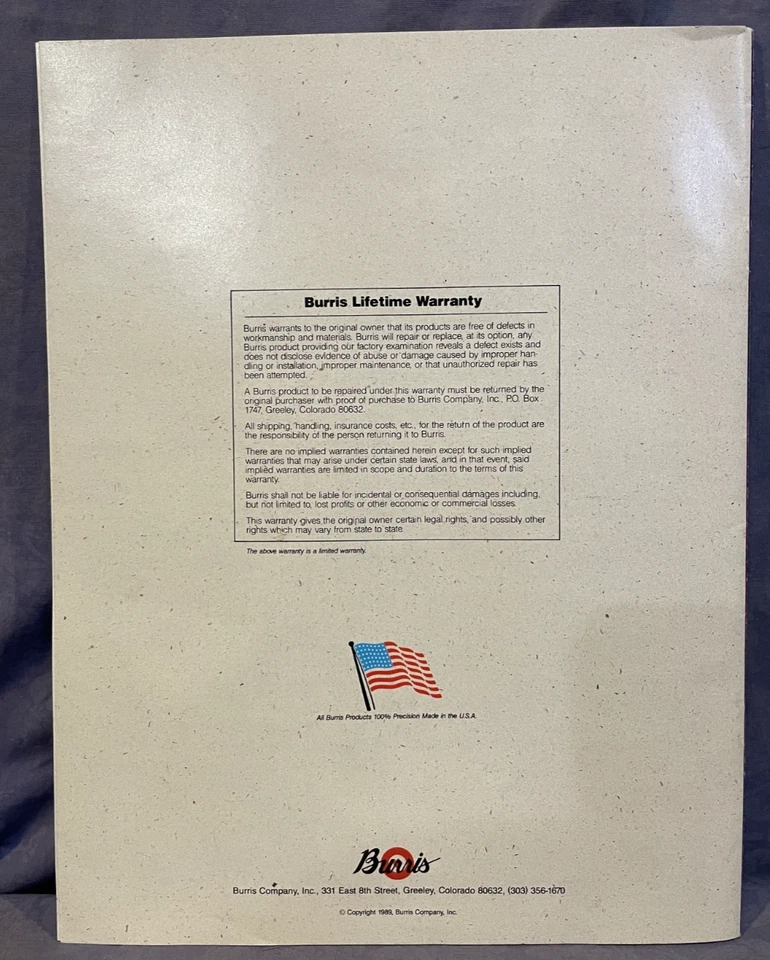 Burris Lifetime Warranty
Burris warrants to the original owner that its products are free of defects in
workmanship and materials. Burris will repair or replace, at its option, any
Burris product providing our factory examination reveals a defect exists and
does not disclose evidence of abuse or damage caused by improper han-
dling or installation, improper maintenance, or that unauthorized repair has
been attempted.
A Burris product to be repaired under this warranty must be returned by the
original purchaser with proof of purchase to Burris Company, Inc., P.O. Box
1747, Greeley, Colorado 80632.
All shipping, handling, insurance costs, etc., for the return of the product are
the responsibility of the person returning it to Burris.
There are no implied warranties contained herein except for such implied
warranties that may arise under certain state laws, and in that event, said
implied warranties are limited in scope and duration to the terms of this
warranty.
Burris shall not be liable for incidental or consequential damages including,
but not limited to, lost profits or other economic or commercial losses.
This warranty gives the original owner certain legal rights, and possibly other
rights which may vary from state to state.
The above warranty is a limited warranty.
All Burris Products 100% Precision Made in the U.S.A.
Burris
Burris Company, Inc., 331 East 8th Street, Greeley, Colorado 80632, (303) 356-1670
© Copyright 1989, Burris Company, Inc.